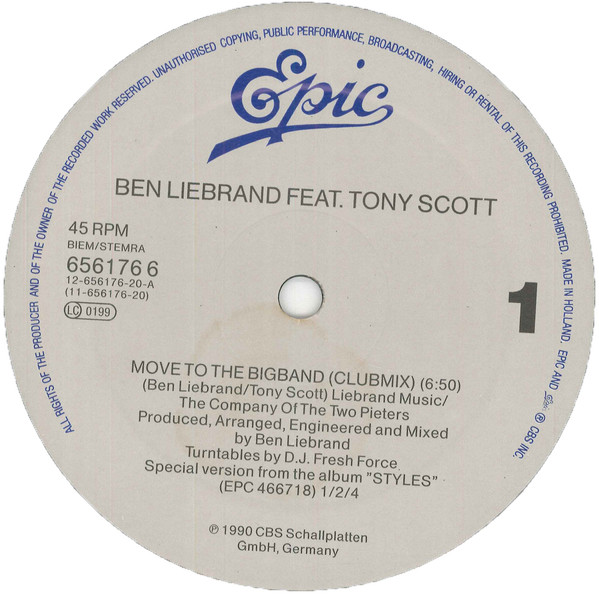 ALL RIGHTS OF THE PRODUCER AND OF THE OWNER OF THE RECORDED WORK RESERVED. UNAUTHORISED COPYING, PUBLIC PERFORMANCE, BROADCASTING, HIRING OR RENTAL OF THIS RECORDING PROHIBITED. MADE IN HOLLAND. EPIC AND Epic ® CBS INC.
Epic
BEN LIEBRAND FEAT. TONY SCOTT
45 RPM
BIEM/STEMRA
656176 6
12-656176-20-A
(11-656176-20)
LC 0199
1
MOVE TO THE BIGBAND (CLUBMIX) (6:50)
(Ben Liebrand/Tony Scott) Liebrand Music/
The Company Of The Two Pieters
Produced, Arranged, Engineered and Mixed
by Ben Liebrand
Turntables by D.J. Fresh Force
Special version from the album "STYLES"
(EPC 466718) 1/2/4
℗ 1990 CBS Schallplatten
GmbH, Germany